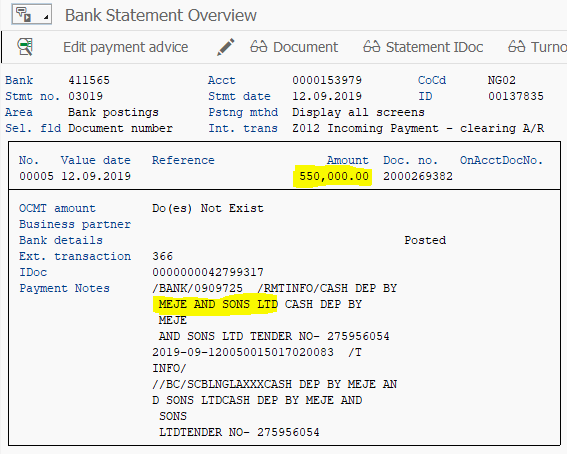 Bank Statement Overview
Edit payment advice Document Statement IDoc Turno
Bank 411565 Acct 0000153979 CoCd NG02
Stmt no. 03019 Stmt date 12.09.2019 ID 00137835
Area Bank postings Pstng mthd Display all screens
Sel. fld Document number Int. trans Z012 Incoming Payment - clearing A/R
No. Value date Reference Amount Doc. no. OnAcctDocNo.
00005 12.09.2019 550,000.00 2000269382
OCMT amount Do(es) Not Exist
Business partner
Bank details Posted
Ext. transaction 366
IDoc 0000000042799317
Payment Notes /BANK/0909725 /RMTINFO/CASH DEP BY
MEJE AND SONS LTD CASH DEP BY
MEJE
AND SONS LTD TENDER NO- 275956054
2019-09-120050015017020083 /T
INFO/
//BC/SCBLNGLAXXXCASH DEP BY MEJE AN
D SONS LTDCASH DEP BY MEJE AND
SONS
LTDTENDER NO- 275956054